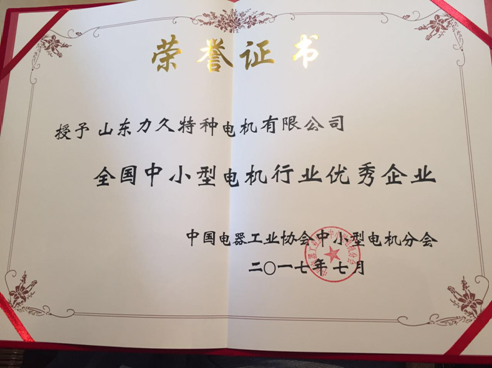 荣誉证书
授予 山东力久特种电机有限公司
全国中小型电机行业优秀企业
中国电器工业协会中小型电机分会
二〇一七年七月